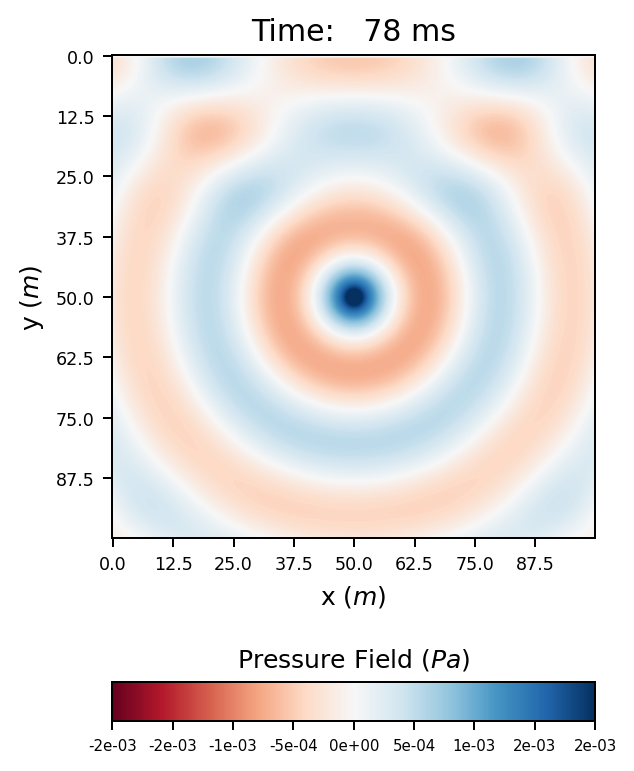 Time:   78 ms
0.0
12.5
25.0
37.5
50.0
62.5
75.0
87.5
y (m)
0.0 12.5 25.0 37.5 50.0 62.5 75.0 87.5
x (m)
Pressure Field (Pa)
-2e-03 -2e-03 -1e-03 -5e-04 0e+00 5e-04 1e-03 2e-03 2e-03